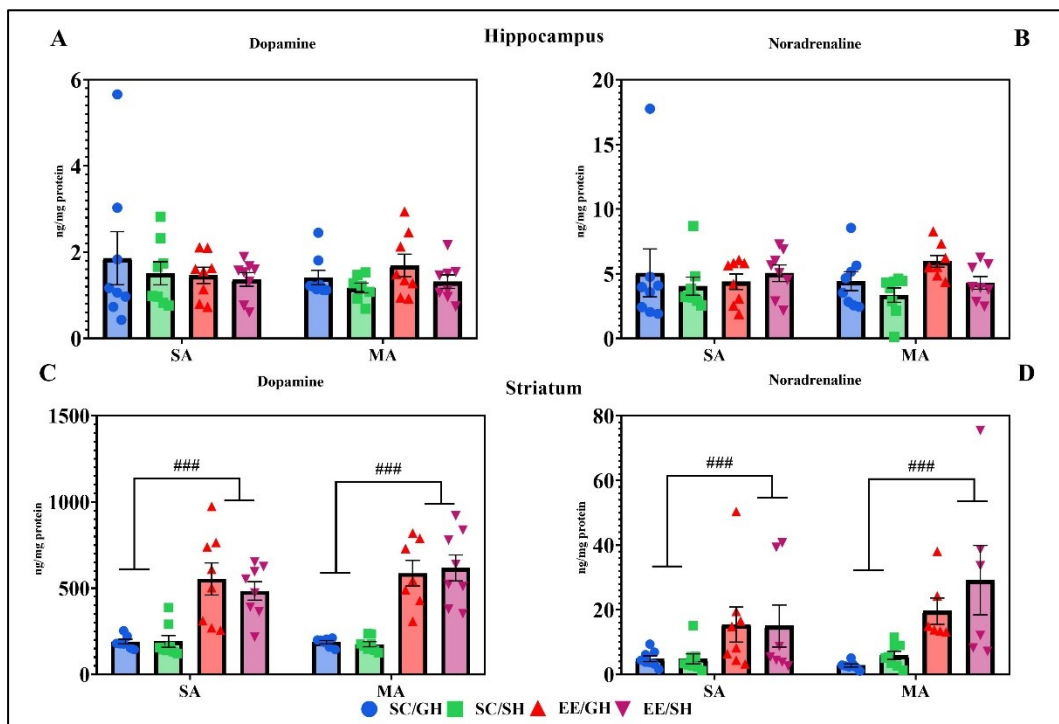 A
Dopamine
Hippocampus
Noradrenaline
B
ng/mg protein
6
4
2
0
SA
MA
ng/mg protein
20
15
10
5
0
SA
MA
C
Dopamine
Striatum
Noradrenaline
D
ng/mg protein
1500
1000
500
0
###
###
SA
MA
ng/mg protein
80
60
40
20
0
###
###
SA
MA
SC/GH SC/SH EE/GH EE/SH